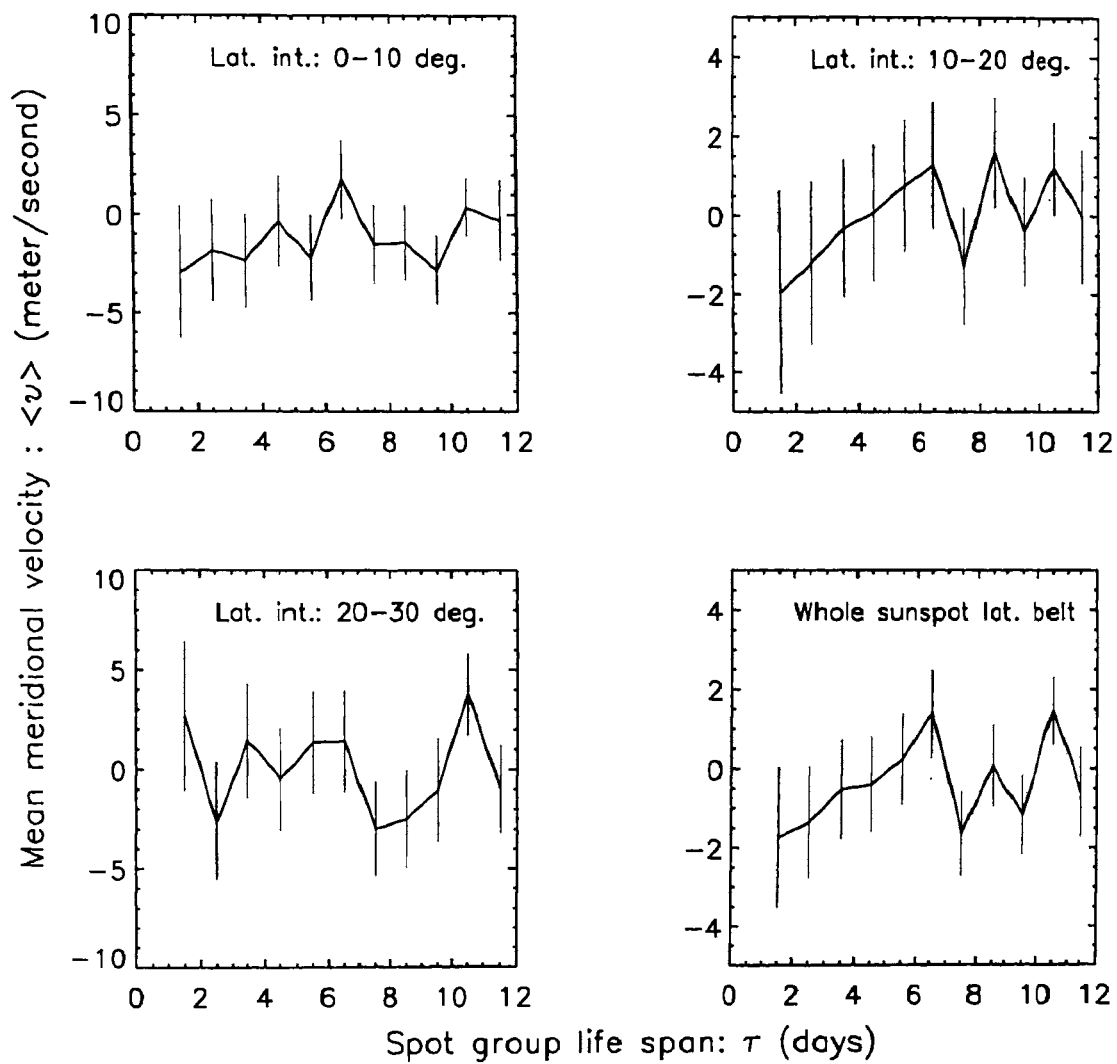 Mean meridional velocity : <v> (meter/second)
Lat. int.: 0-10 deg.
10
5
0
-5
-10
0 2 4 6 8 10 12
Lat. int.: 10-20 deg.
4
2
0
-2
-4
0 2 4 6 8 10 12
Lat. int.: 20-30 deg.
10
5
0
-5
-10
0 2 4 6 8 10 12
Whole sunspot lat. belt
4
2
0
-2
-4
0 2 4 6 8 10 12
Spot group life span: τ (days)